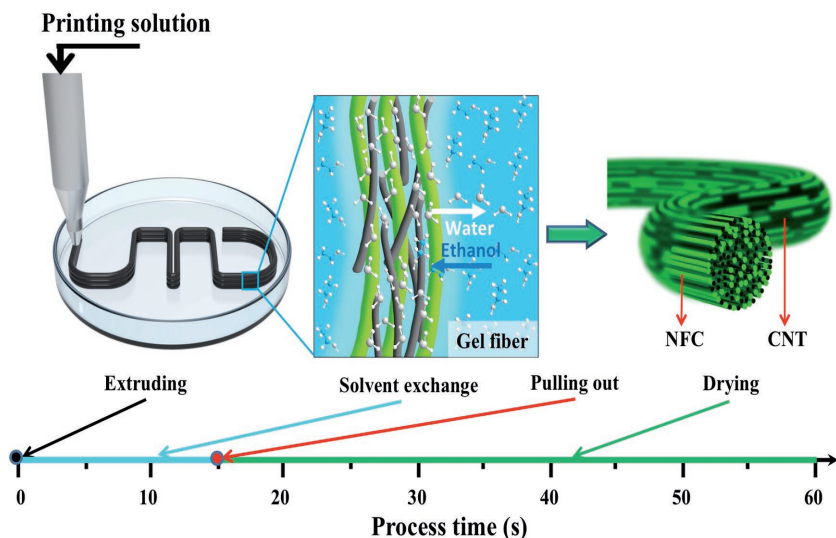 Printing solution
Water
Ethanol
Gel fiber
NFC
CNT
Extruding
Solvent exchange
Pulling out
Drying
0
10
20
30
40
50
60
Process time (s)